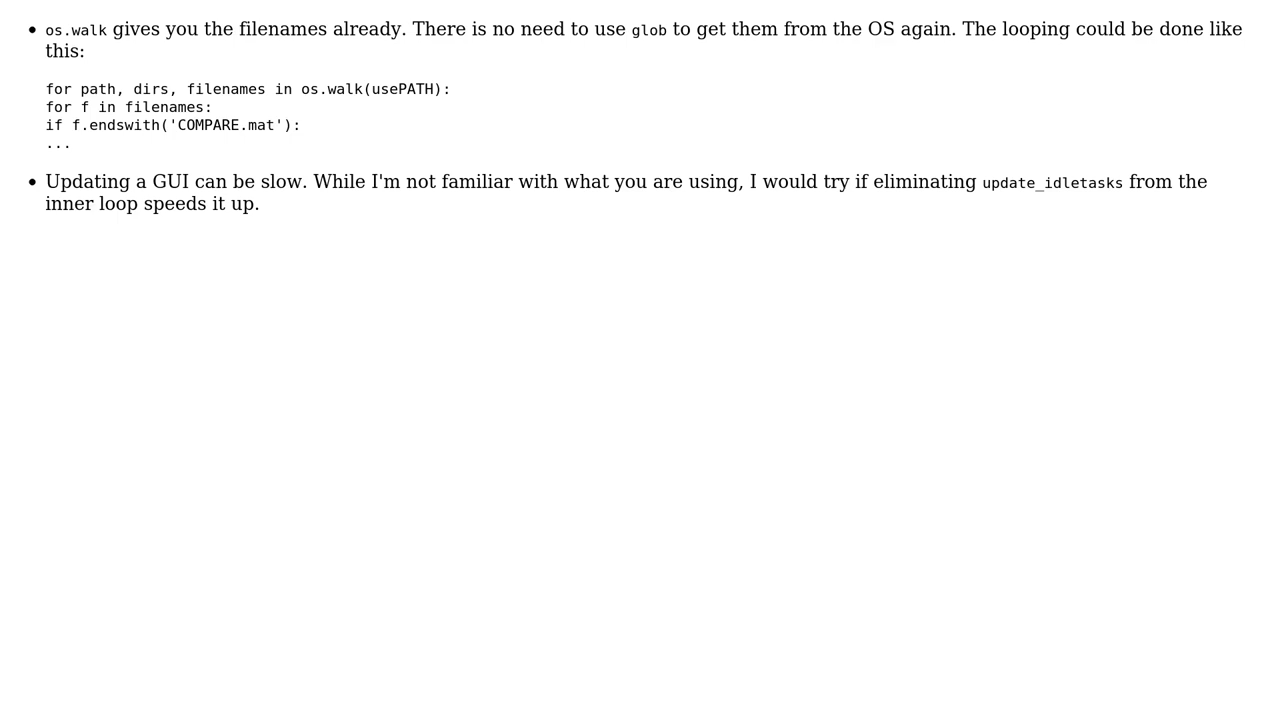 • os.walk gives you the filenames already. There is no need to use glob to get them from the OS again. The looping could be done like
this:
for path, dirs, filenames in os.walk(usePATH):
for f in filenames:
if f.endswith('COMPARE.mat'):
...
• Updating a GUI can be slow. While I'm not familiar with what you are using, I would try if eliminating update_idletasks from the
inner loop speeds it up.